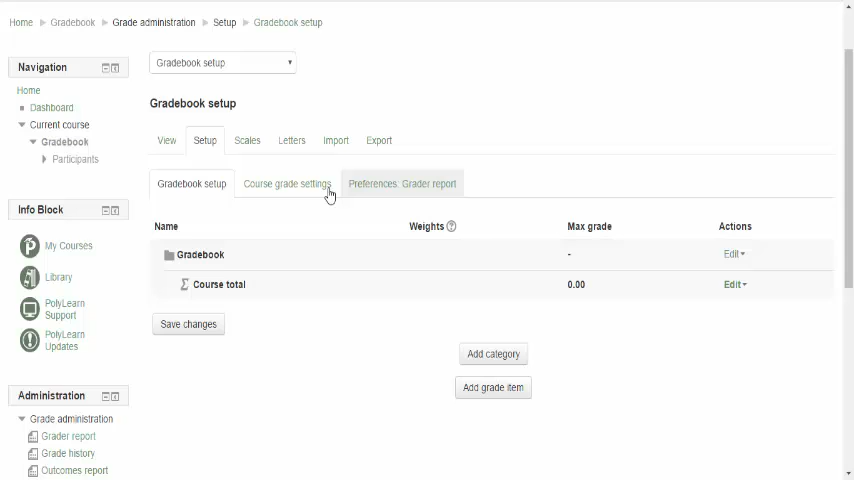 Home Gradebook Grade administration Setup Gradebook setup
Navigation
Home
Dashboard
Current course
Gradebook
Participants
Info Block
My Courses
Library
PolyLearn
Support
PolyLearn
Updates
Administration
Grade administration
Grader report
Grade history
Outcomes report
Gradebook setup
Gradebook setup
View Setup Scales Letters Import Export
Gradebook setup Course grade settings Preferences: Grader report
Name Weights Max grade Actions
Gradebook - Edit
Course total 0.00 Edit
Save changes
Add category
Add grade item